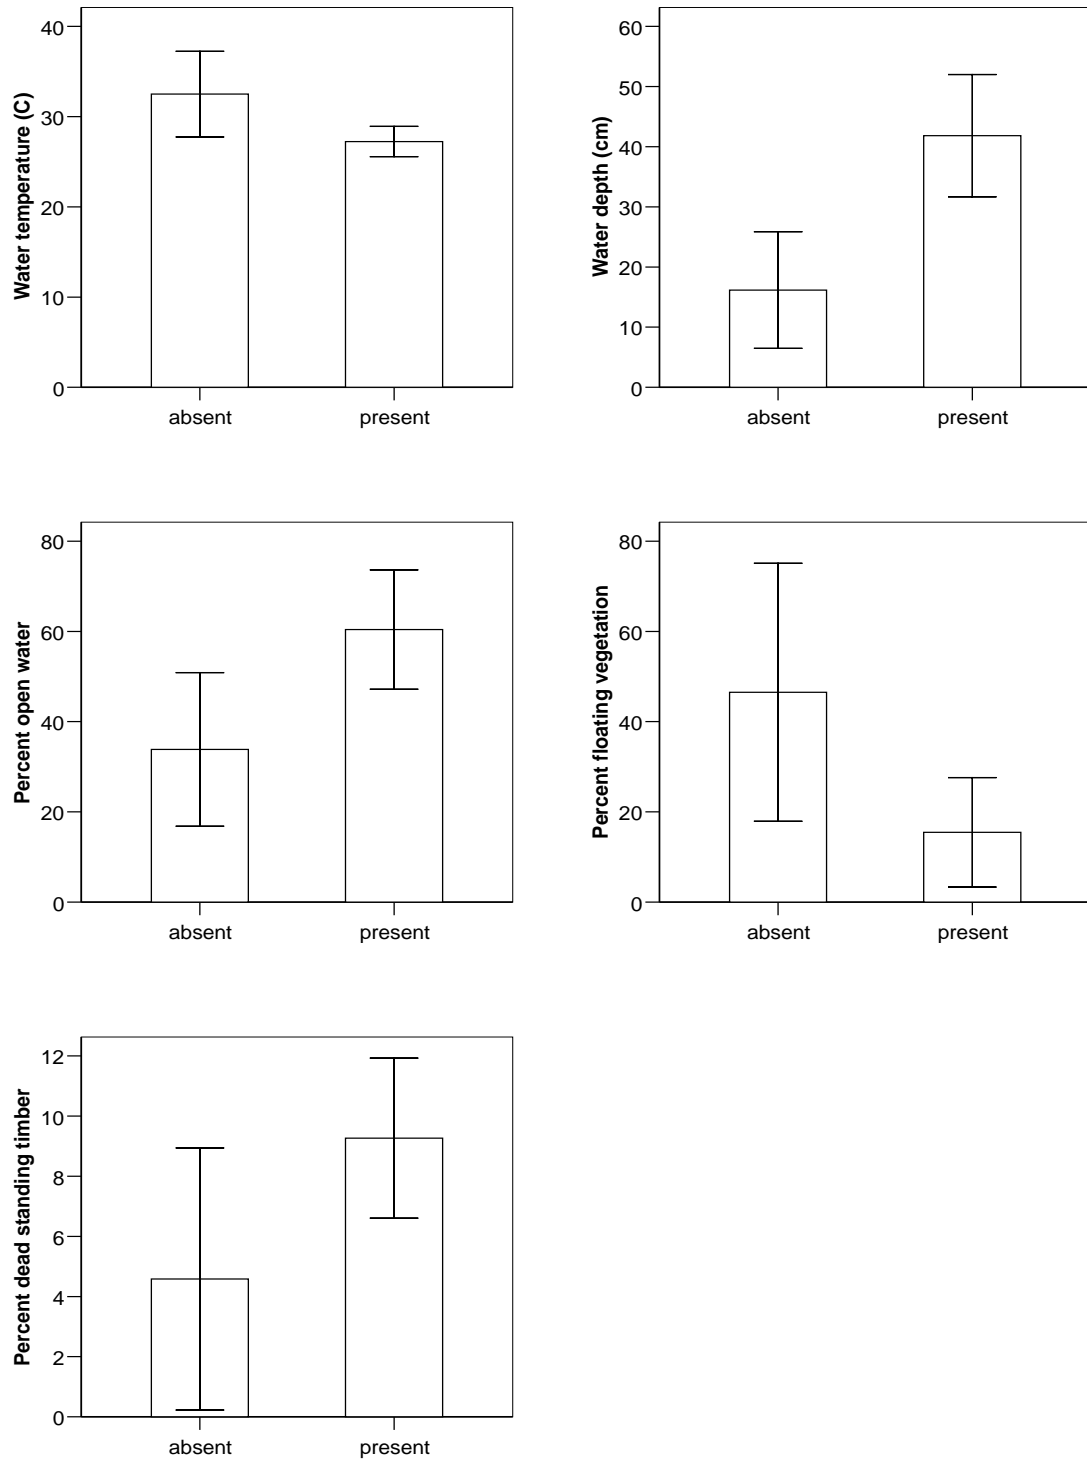 Water temperature (C)
40
30
20
10
0
absent present
Water depth (cm)
60
50
40
30
20
10
0
absent present
Percent open water
80
60
40
20
0
absent present
Percent floating vegetation
80
60
40
20
0
absent present
Percent dead standing timber
12
10
8
6
4
2
0
absent present